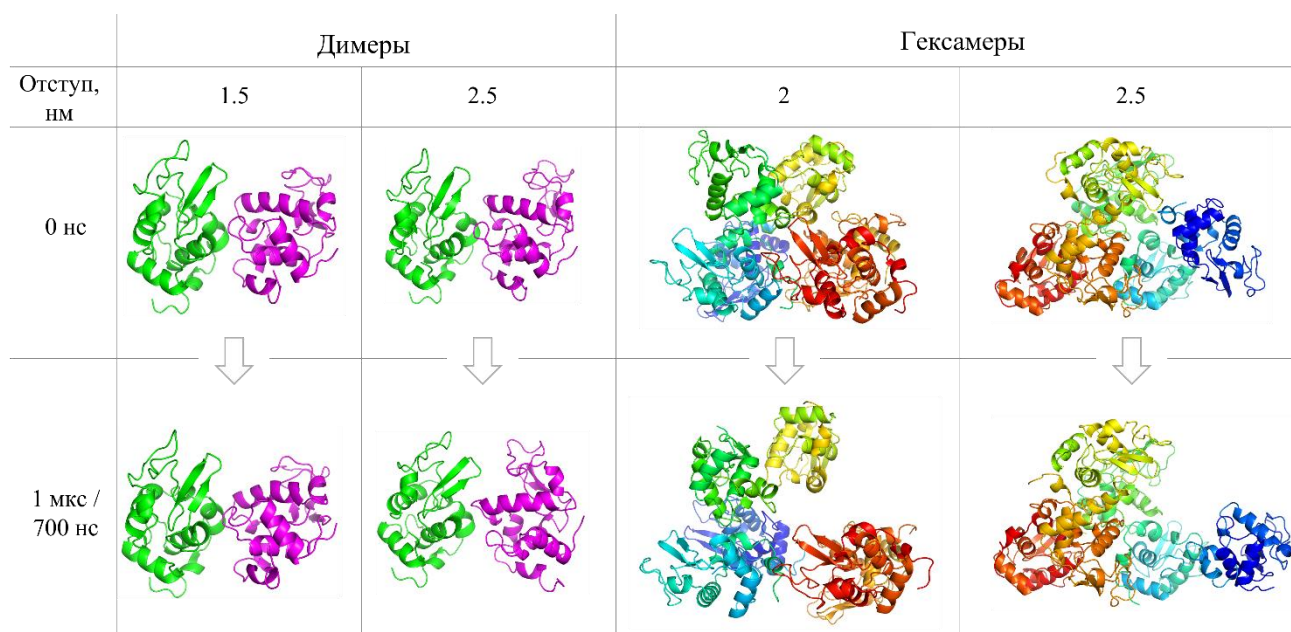 Димеры
Гексамеры
Отступ,
нм
1.5
2.5
2
2.5
0 нс
1 мкс /
700 нс